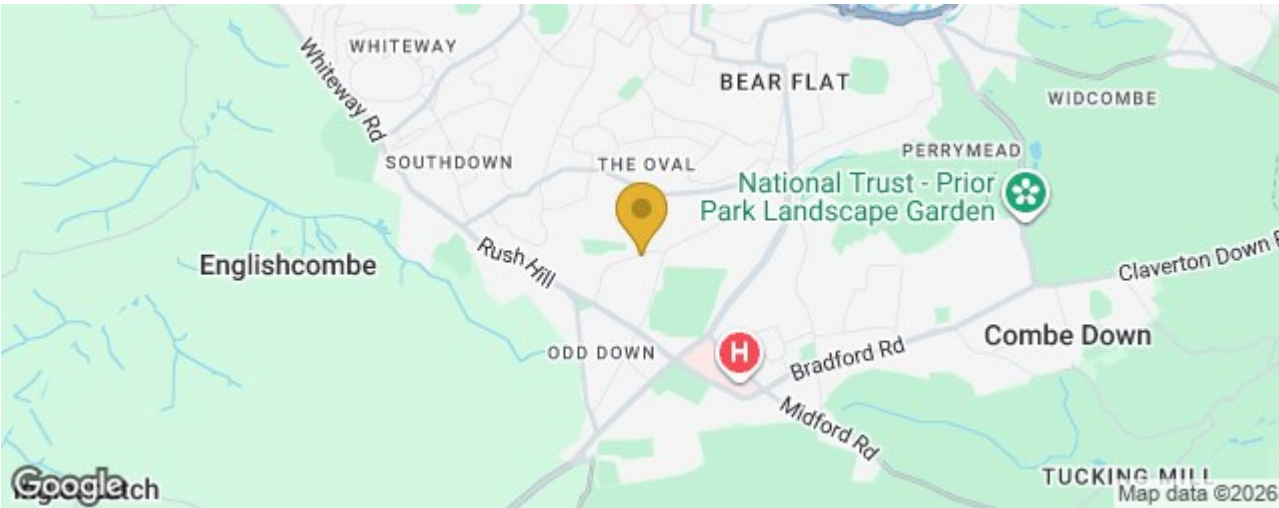 WHITEWAY
Whiteway Rd
BEAR FLAT
WIDCOMBE
SOUTHDOWN
THE OVAL
PERRYMEAD
National Trust - Prior
Park Landscape Garden
Rush Hill
Englishcombe
Claverton Down
H
ODD DOWN
Bradford Rd
Combe Down
Midford Rd
TUCKING MILL
Google
Map data ©2026